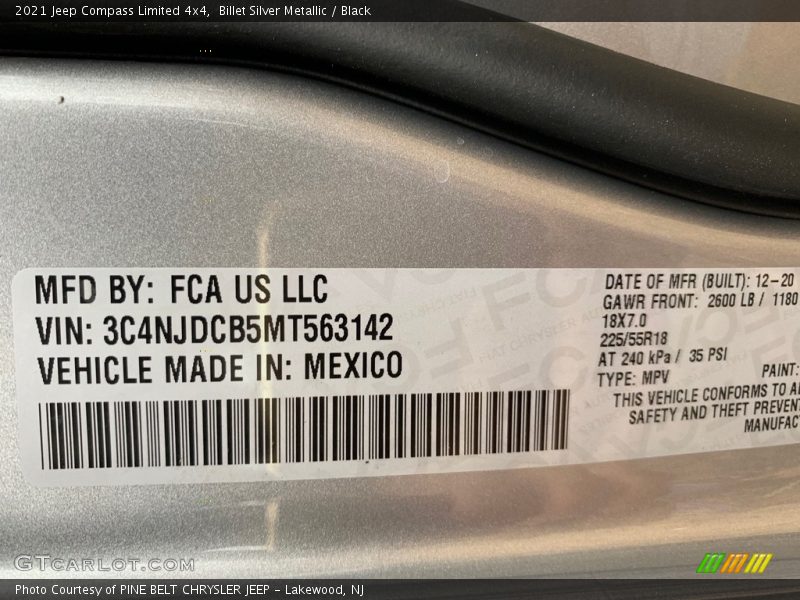 2021 Jeep Compass Limited 4x4,  Billet Silver Metallic / Black
MFD BY: FCA US LLC
VIN: 3C4NJDCB5MT563142
VEHICLE MADE IN: MEXICO
DATE OF MFR (BUILT): 12-20
GAWR FRONT: 2600 LB / 1180
18X7.0
225/55R18
AT 240 kPa / 35 PSI
TYPE: MPV
PAINT:
THIS VEHICLE CONFORMS TO
SAFETY AND THEFT
GTCARLOT.COM
Photo Courtesy of PINE BELT CHRYSLER JEEP - Lakewood, NJ